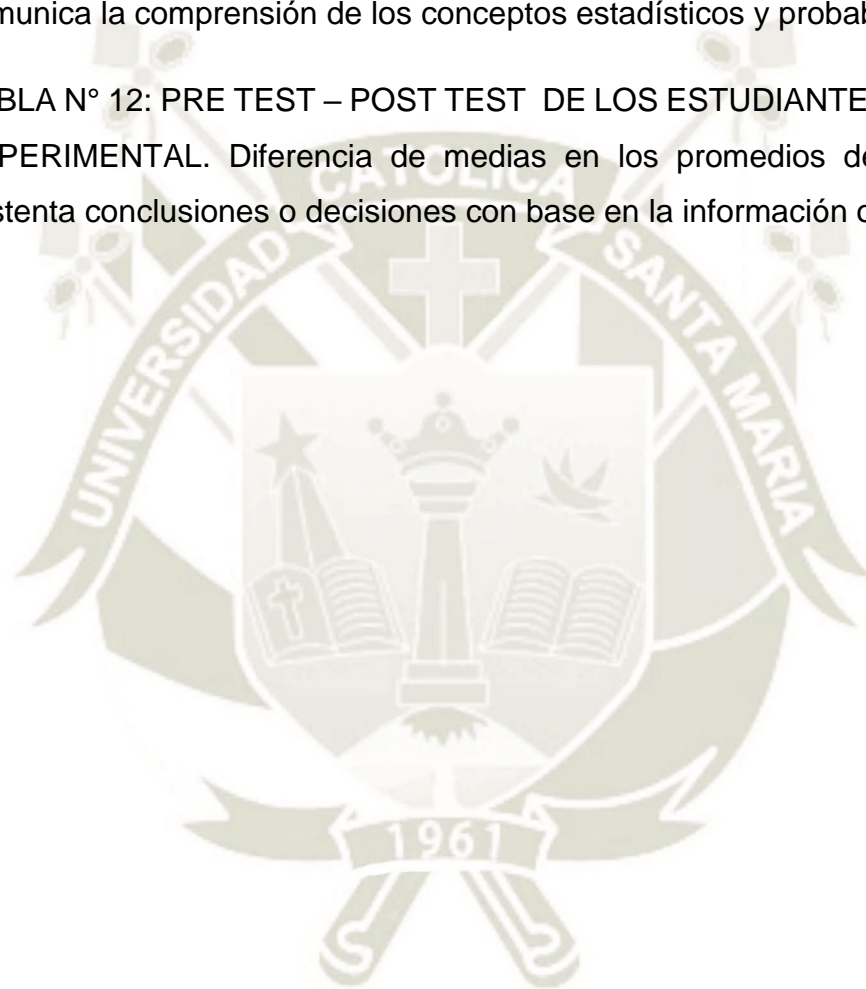 munica la comprensión de los conceptos estadísticos y probab
BLA N° 12: PRE TEST – POST TEST DE LOS ESTUDIANTE
PERIMENTAL. Diferencia de medias en los promedios de
stenta conclusiones o decisiones con base en la información
UNIVERSIDAD CATOLICA SANTA MARIA
1961